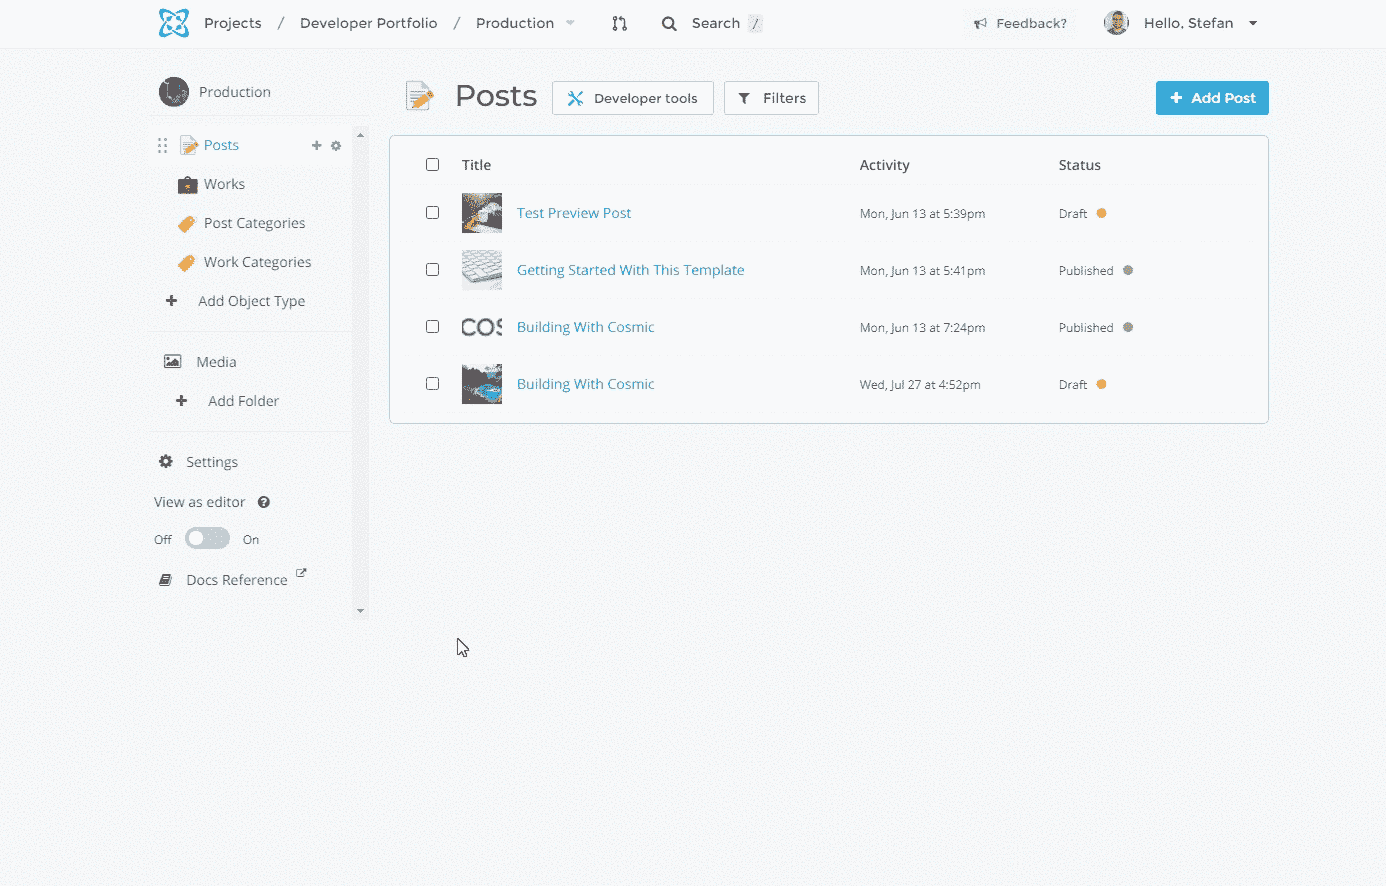 Projects / Developer Portfolio / Production Search / Feedback? Hello, Stefan
Production
Posts Developer tools Filters + Add Post
Posts +
Works
Post Categories
Work Categories
+ Add Object Type
Media
+ Add Folder
Settings
View as editor ?
Off On
Docs Reference
Title Activity Status
Test Preview Post Mon, Jun 13 at 5:39pm Draft
Getting Started With This Template Mon, Jun 13 at 5:41pm Published
COS Building With Cosmic Mon, Jun 13 at 7:24pm Published
Building With Cosmic Wed, Jul 27 at 4:52pm Draft